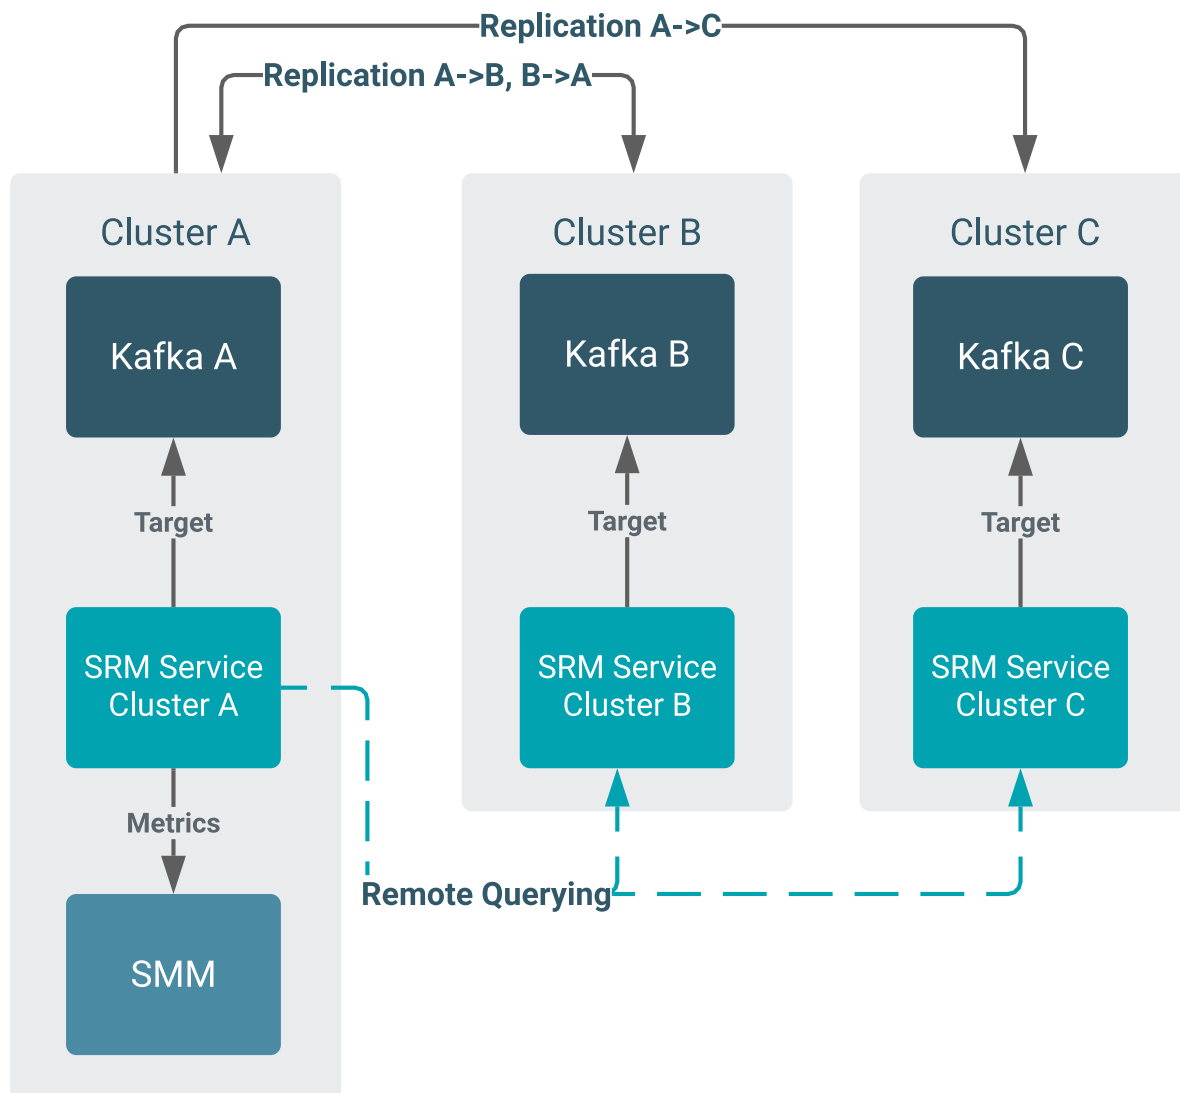 Replication A->C
Replication A->B, B->A
Cluster A
Cluster B
Cluster C
Kafka A
Kafka B
Kafka C
Target
Target
Target
SRM Service
Cluster A
SRM Service
Cluster B
SRM Service
Cluster C
Metrics
Remote Querying
SMM